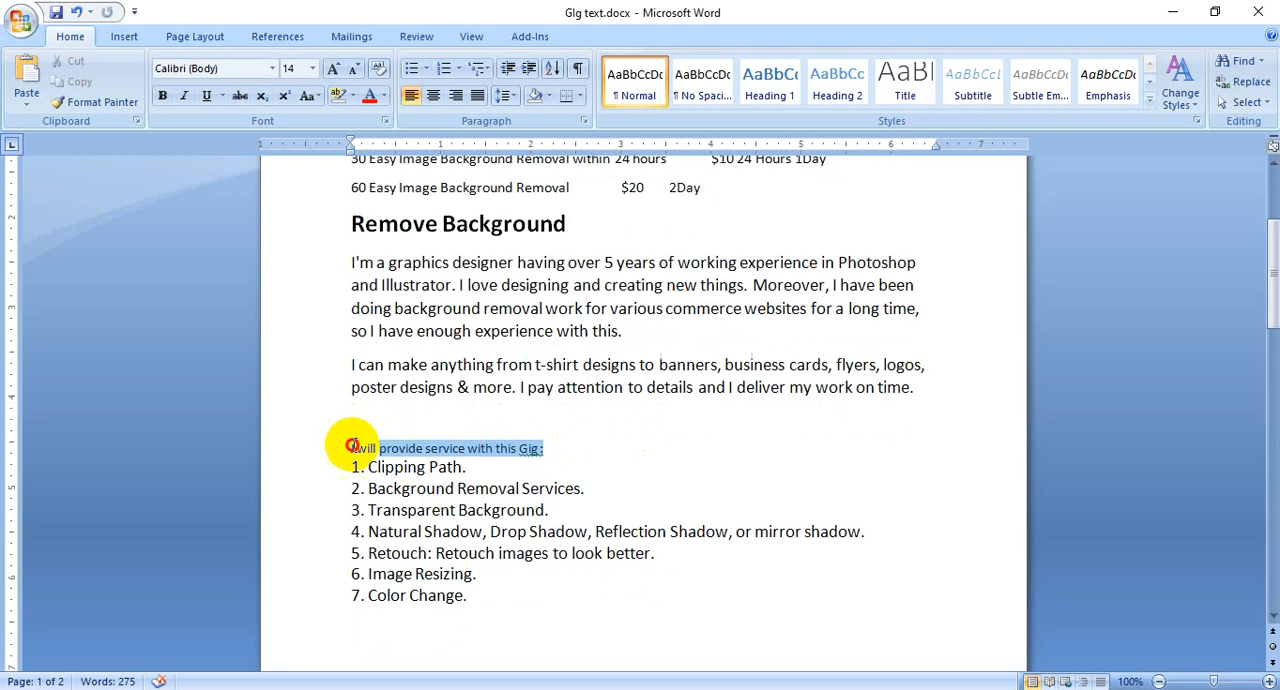 GIg text.docx - Microsoft Word
Home Insert Page Layout References Mailings Review View Add-Ins
Paste
Cut
Copy
Format Painter
Clipboard
Calibri (Body) 14
Font
Paragraph
AaBbCcDc AaBbCcDc AaBbCc AaBbCc AaBl AaBbCcL AaBbCcDc AaBbCcDc
¶ Normal ¶ No Spaci... Heading 1 Heading 2 Title Subtitle Subtle Em... Emphasis
Change Styles
Styles
Find
Replace
Select
Editing
30 Easy Image Background Removal within 24 hours $10 24 Hours 1Day
60 Easy Image Background Removal $20 2Day
Remove Background
I'm a graphics designer having over 5 years of working experience in Photoshop
and Illustrator. I love designing and creating new things. Moreover, I have been
doing background removal work for various commerce websites for a long time,
so I have enough experience with this.
I can make anything from t-shirt designs to banners, business cards, flyers, logos,
poster designs & more. I pay attention to details and I deliver my work on time.
I will provide service with this Gig:
1. Clipping Path.
2. Background Removal Services.
3. Transparent Background.
4. Natural Shadow, Drop Shadow, Reflection Shadow, or mirror shadow.
5. Retouch: Retouch images to look better.
6. Image Resizing.
7. Color Change.
Page: 1 of 2 Words: 275 100%